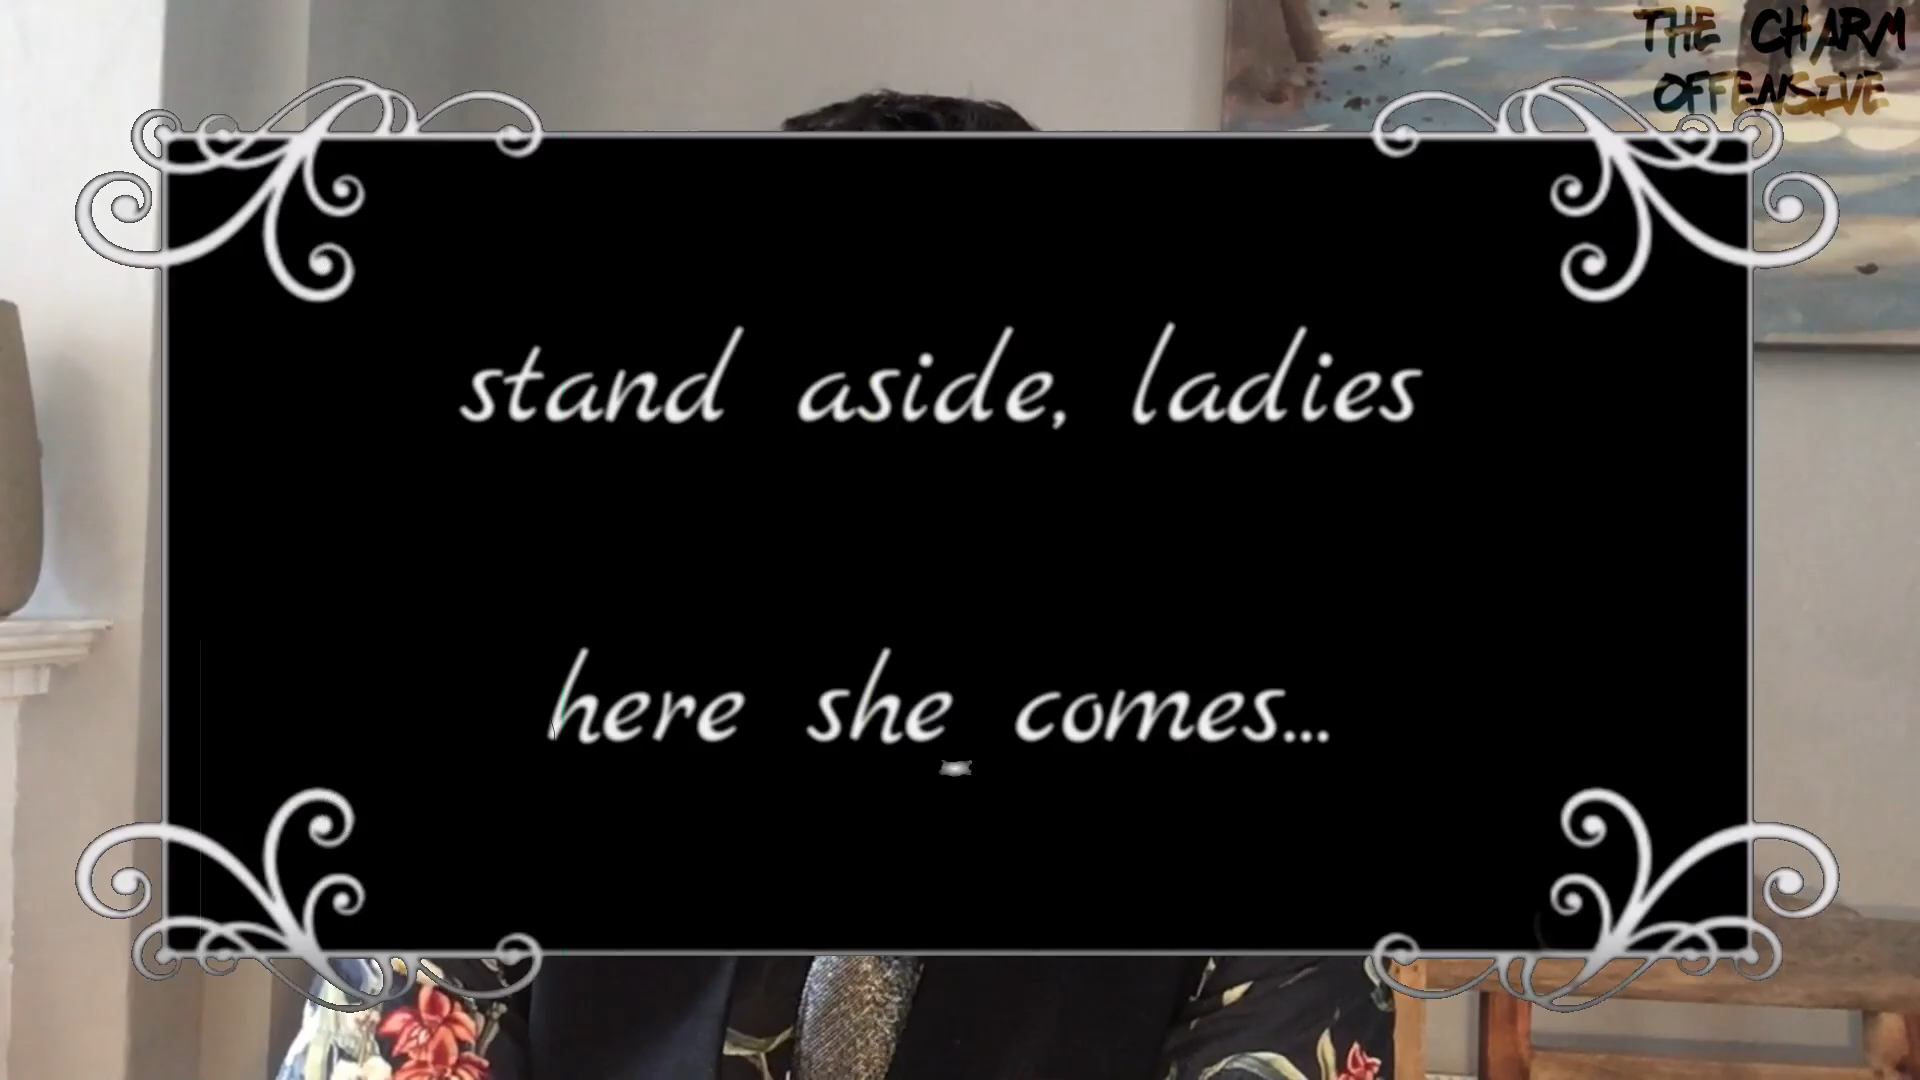 THE CHARM
OFFENSIVE
stand aside, ladies
here she comes...